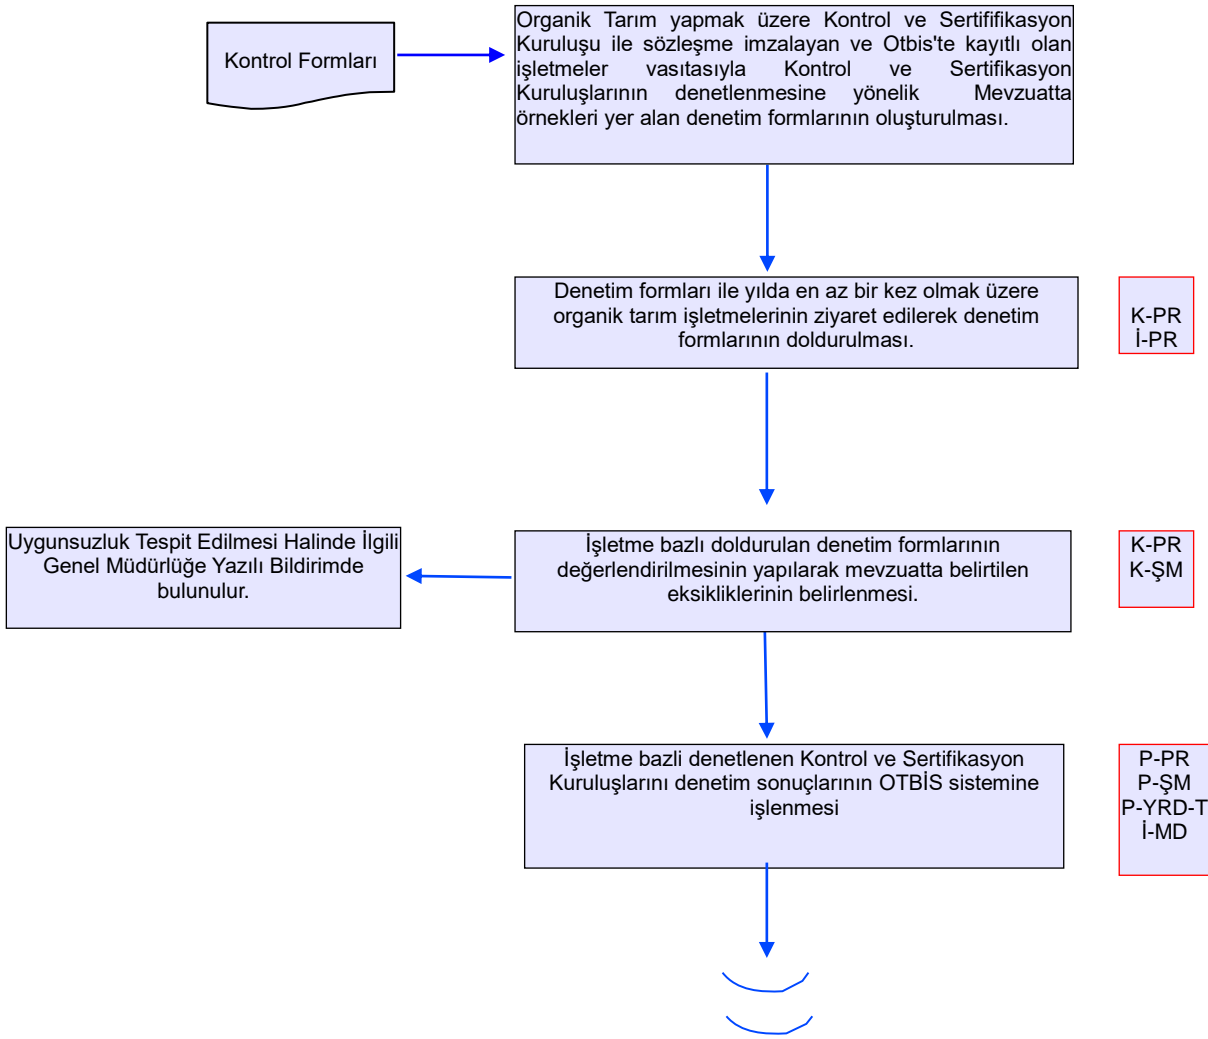 Kontrol Formları
Organik Tarım yapmak üzere Kontrol ve Sertififikasyon
Kuruluşu ile sözleşme imzalayan ve Otbis'te kayıtlı olan
işletmeler vasıtasıyla Kontrol ve Sertifikasyon
Kuruluşlarının denetlenmesine yönelik Mevzuatta
örnekleri yer alan denetim formlarının oluşturulması.
Denetim formları ile yılda en az bir kez olmak üzere
organik tarım işletmelerinin ziyaret edilerek denetim
formlarının doldurulması.
K-PR
İ-PR
Uygunsuzluk Tespit Edilmesi Halinde İlgili
Genel Müdürlüğe Yazılı Bildirimde
bulunulur.
İşletme bazlı doldurulan denetim formlarının
değerlendirilmesinin yapılarak mevzuatta belirtilen
eksikliklerinin belirlenmesi.
K-PR
K-ŞM
İşletme bazli denetlenen Kontrol ve Sertifikasyon
Kuruluşlarını denetim sonuçlarının OTBİS sistemine
işlenmesi
P-PR
P-ŞM
P-YRD-T
İ-MD